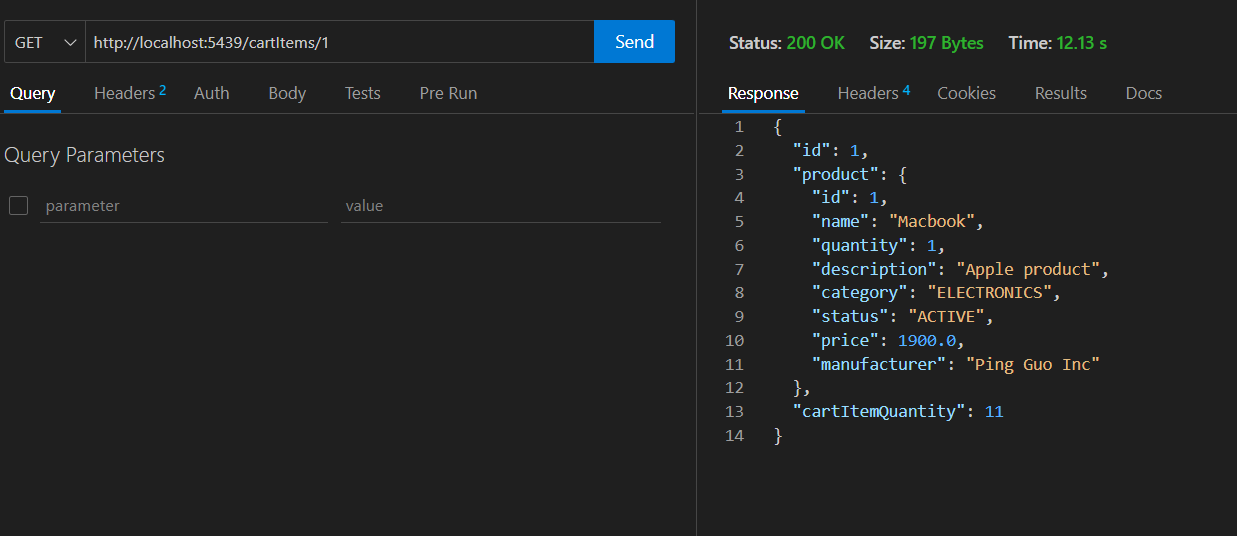 GET http://localhost:5439/cartItems/1 Send
Query Headers 2 Auth Body Tests Pre Run
Query Parameters
parameter value
Status: 200 OK Size: 197 Bytes Time: 12.13 s
Response Headers 4 Cookies Results Docs
1 {
2 "id": 1,
3 "product": {
4 "id": 1,
5 "name": "Macbook",
6 "quantity": 1,
7 "description": "Apple product",
8 "category": "ELECTRONICS",
9 "status": "ACTIVE",
10 "price": 1900.0,
11 "manufacturer": "Ping Guo Inc"
12 },
13 "cartItemQuantity": 11
14 }